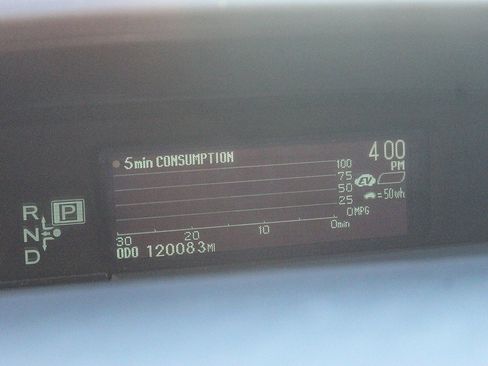 5min CONSUMPTION
4 00
PM
100
75
50
25
0MPG
EV
=50Wh
30 20 10 0min
ODO 120083MI
R P
N
D